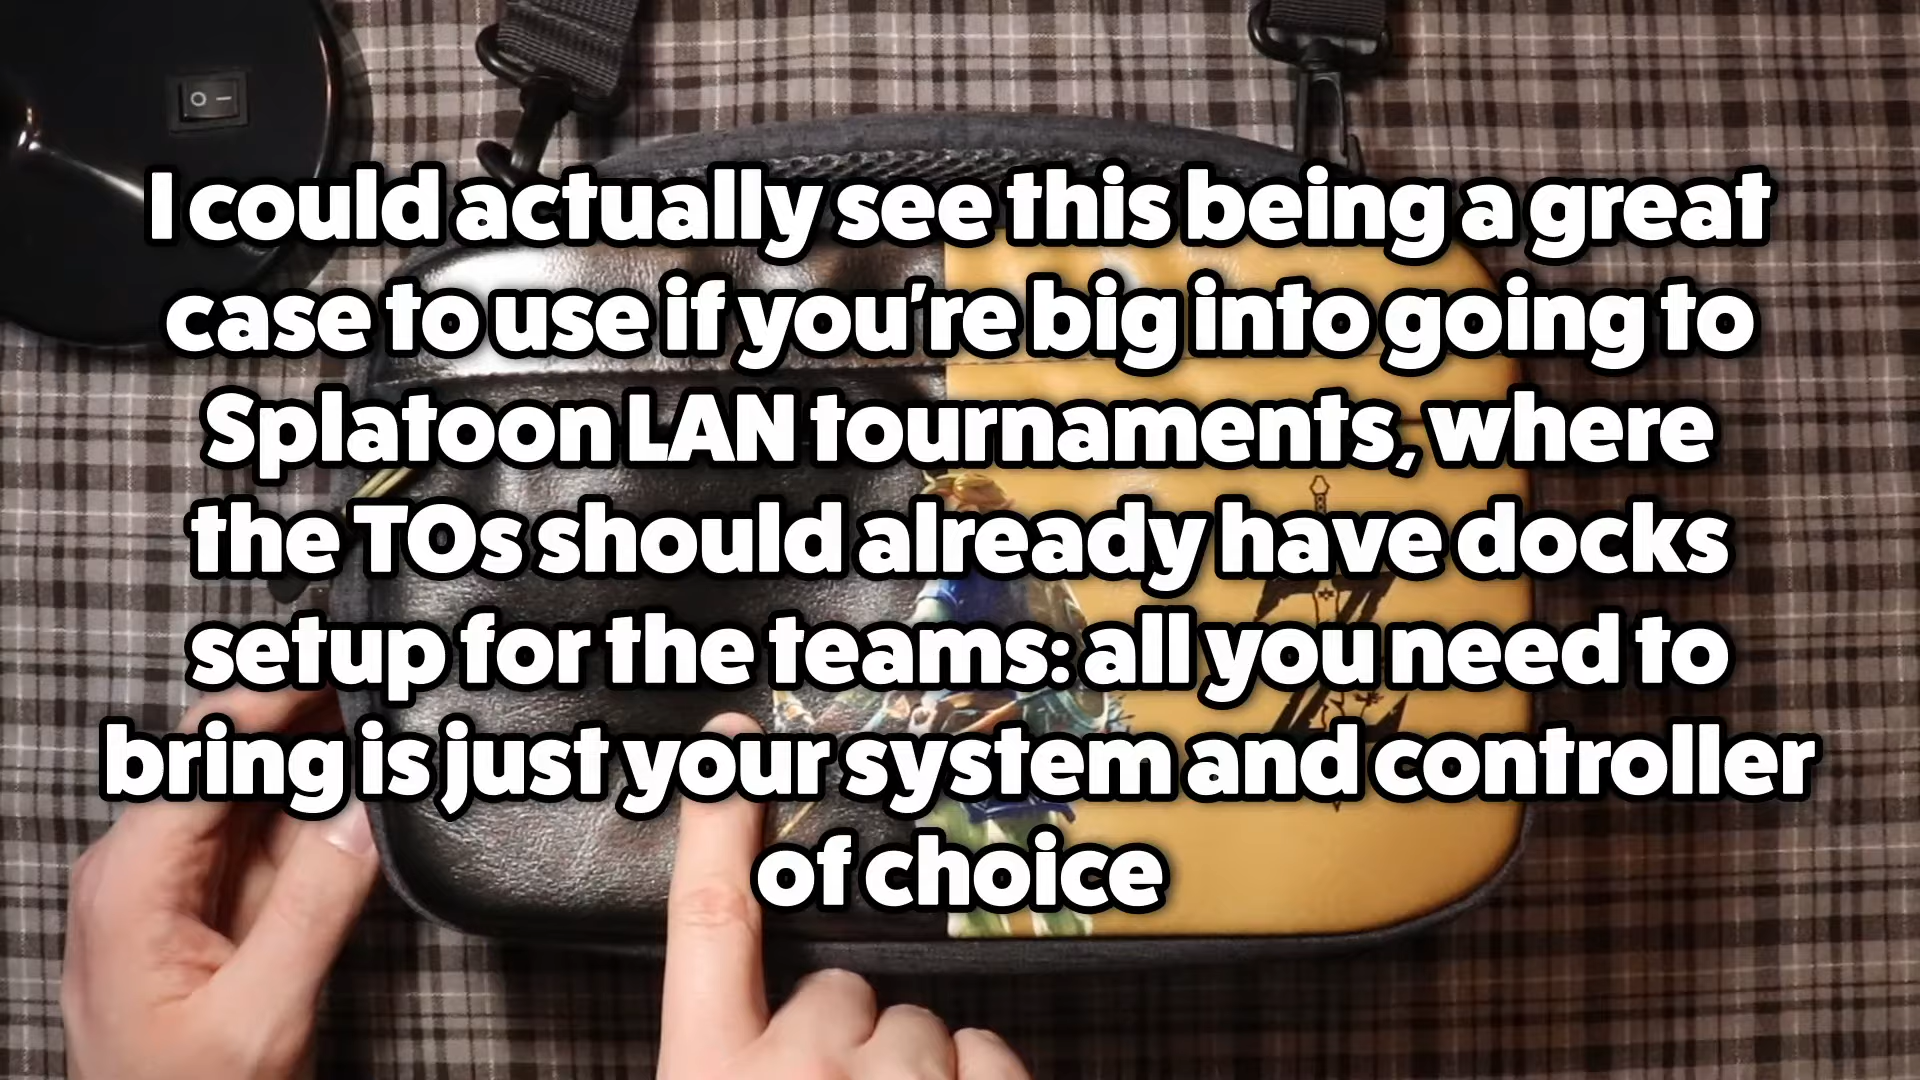 I could actually see this being a great
case to use if you're big into going to
Splatoon LAN tournaments, where
the TOs should already have docks
setup for the teams: all you need to
bring is just your system and controller
of choice